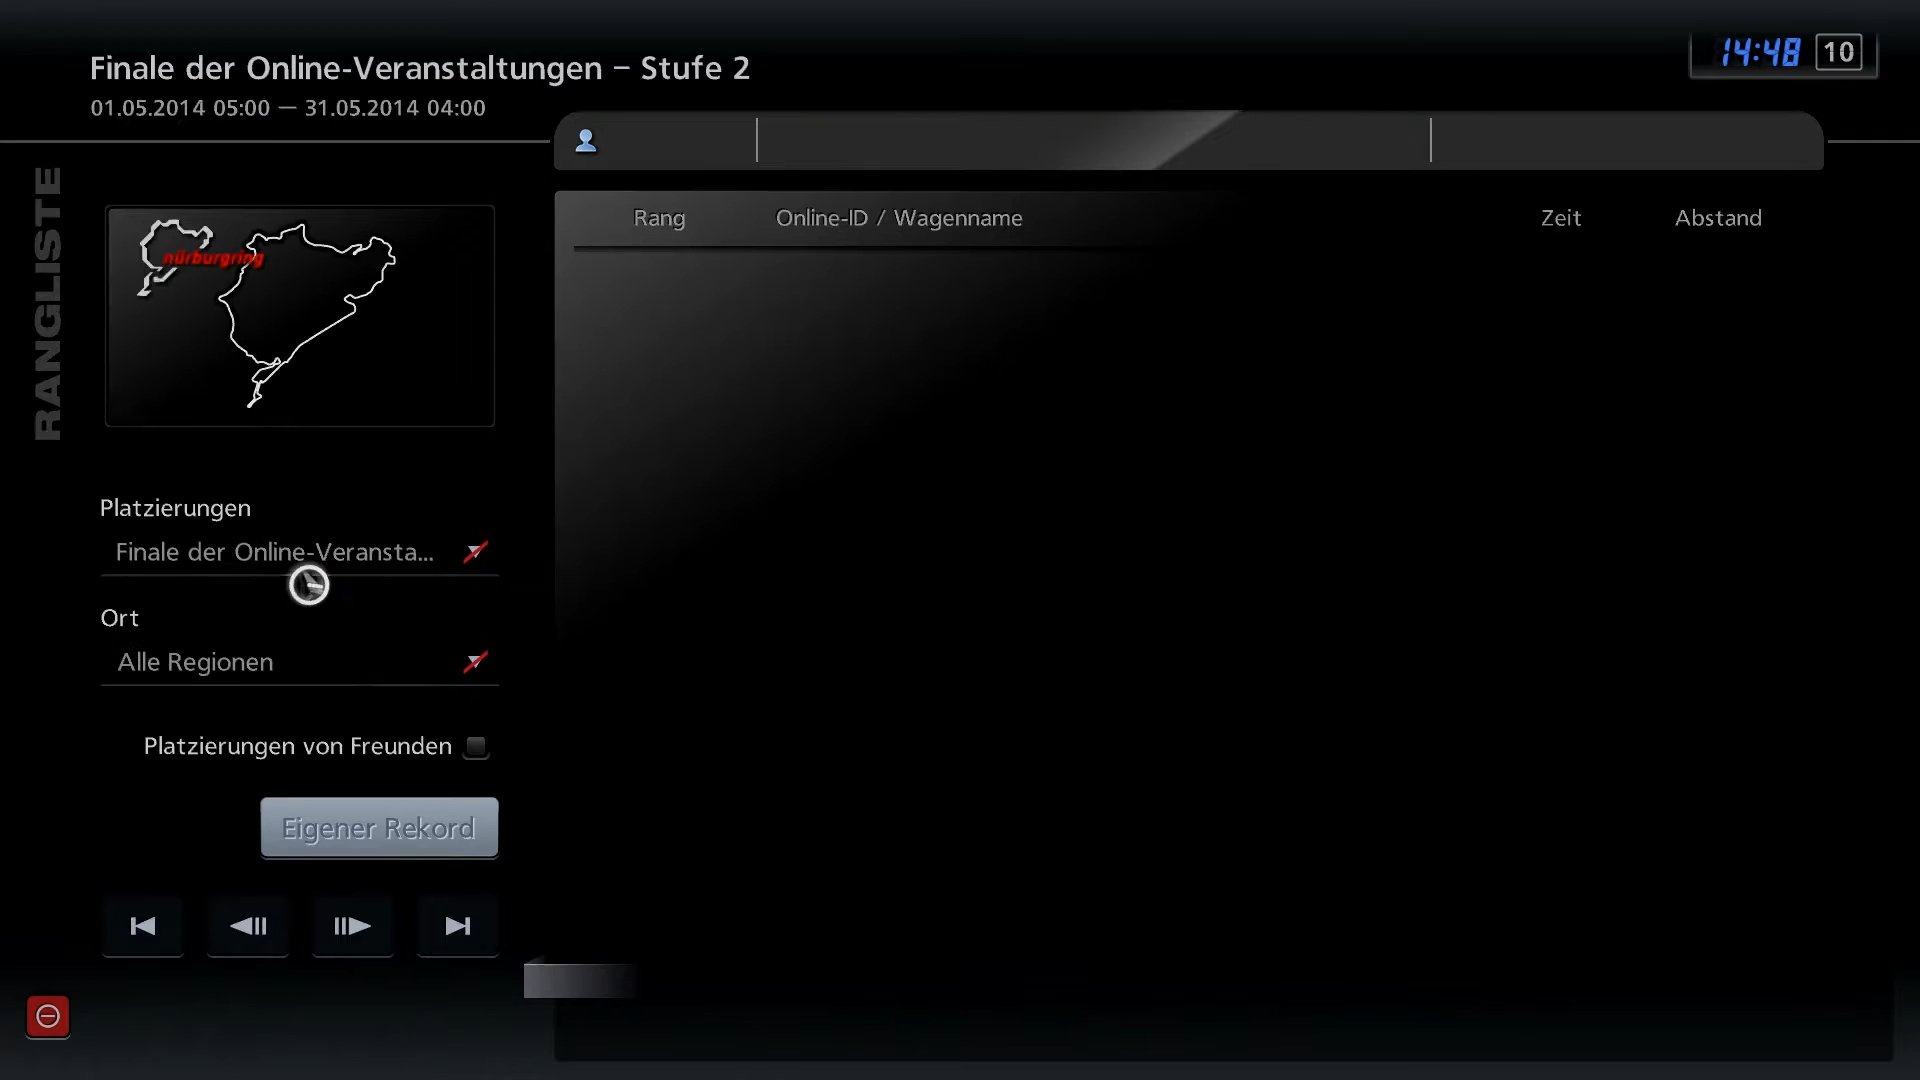 Finale der Online-Veranstaltungen – Stufe 2
01.05.2014 05:00 — 31.05.2014 04:00
14:48 10
RANGLISTE
nürburgring
Rang Online-ID / Wagenname Zeit Abstand
Platzierungen
Finale der Online-Veransta...
Ort
Alle Regionen
Platzierungen von Freunden
Eigener Rekord